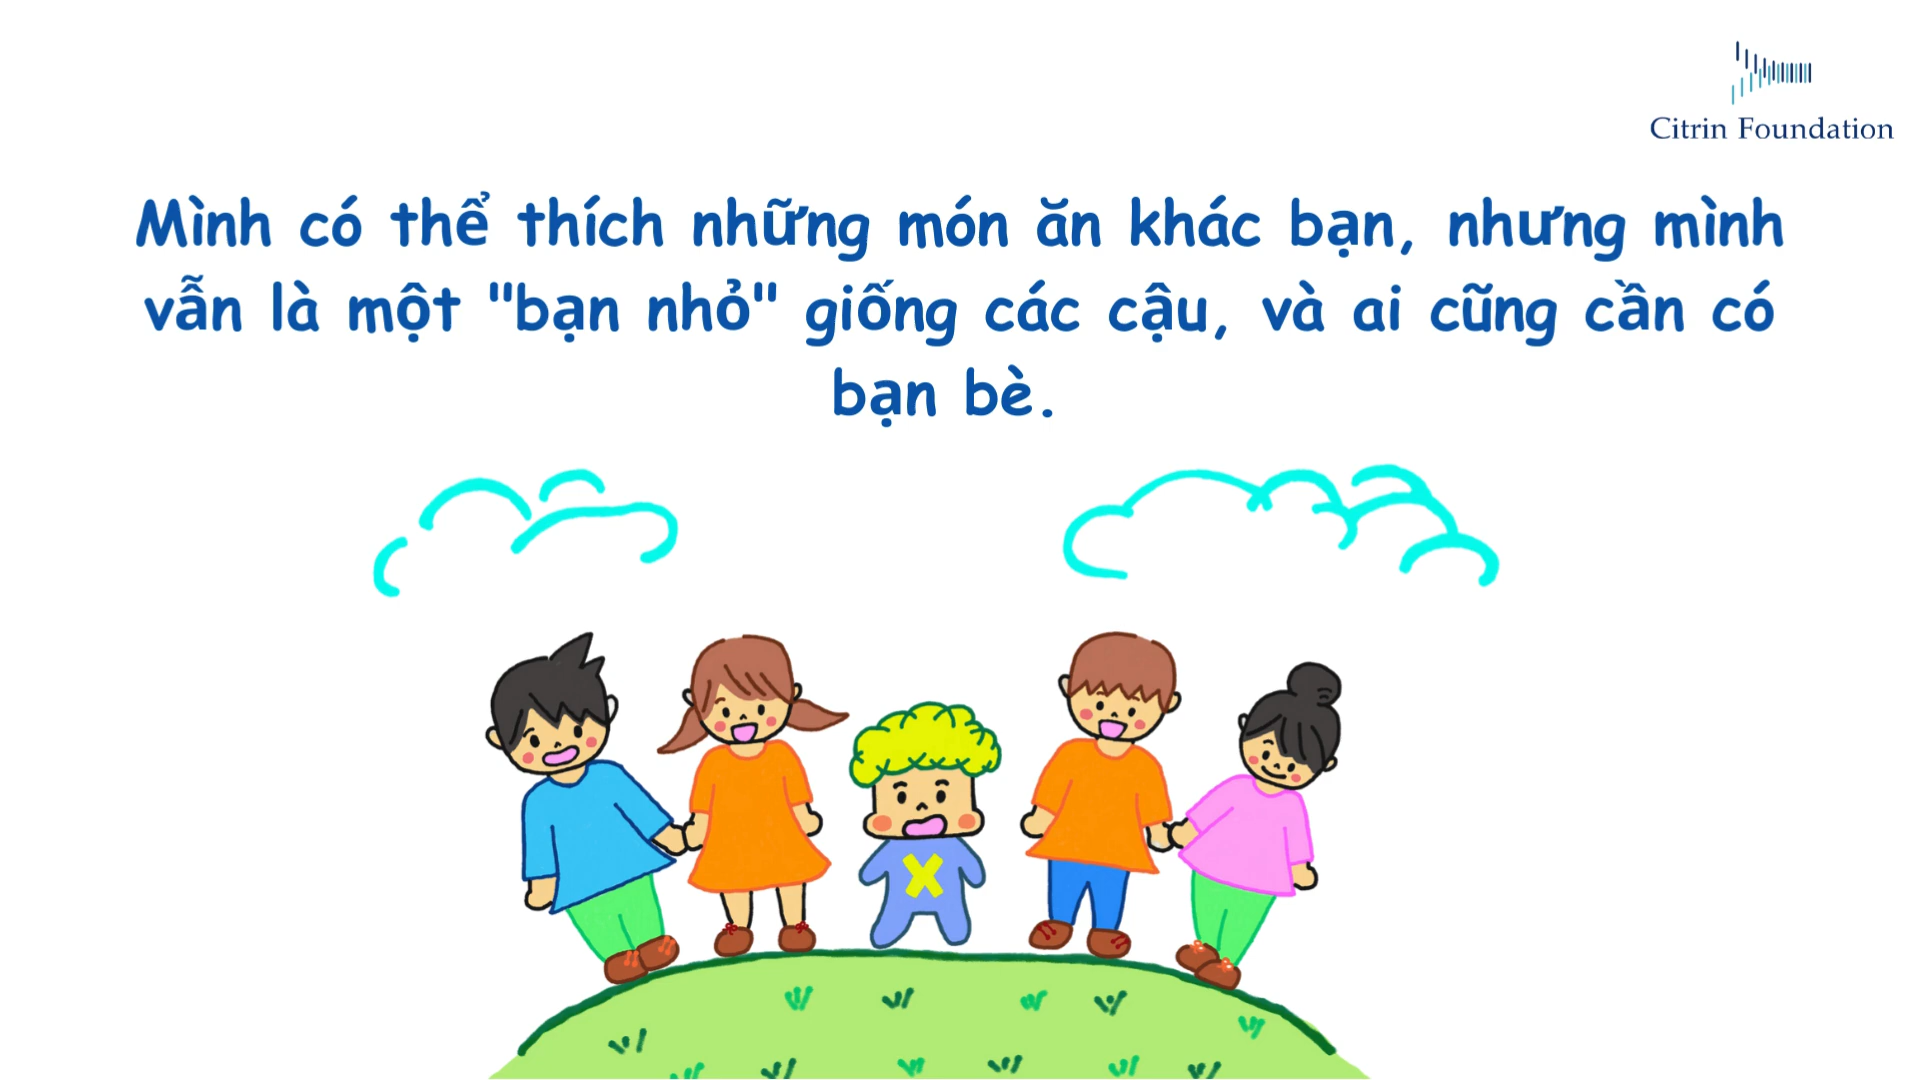 Citrin Foundation
Mình có thể thích những món ăn khác bạn, nhưng mình
vẫn là một "bạn nhỏ" giống các cậu, và ai cũng cần có
bạn bè.
X